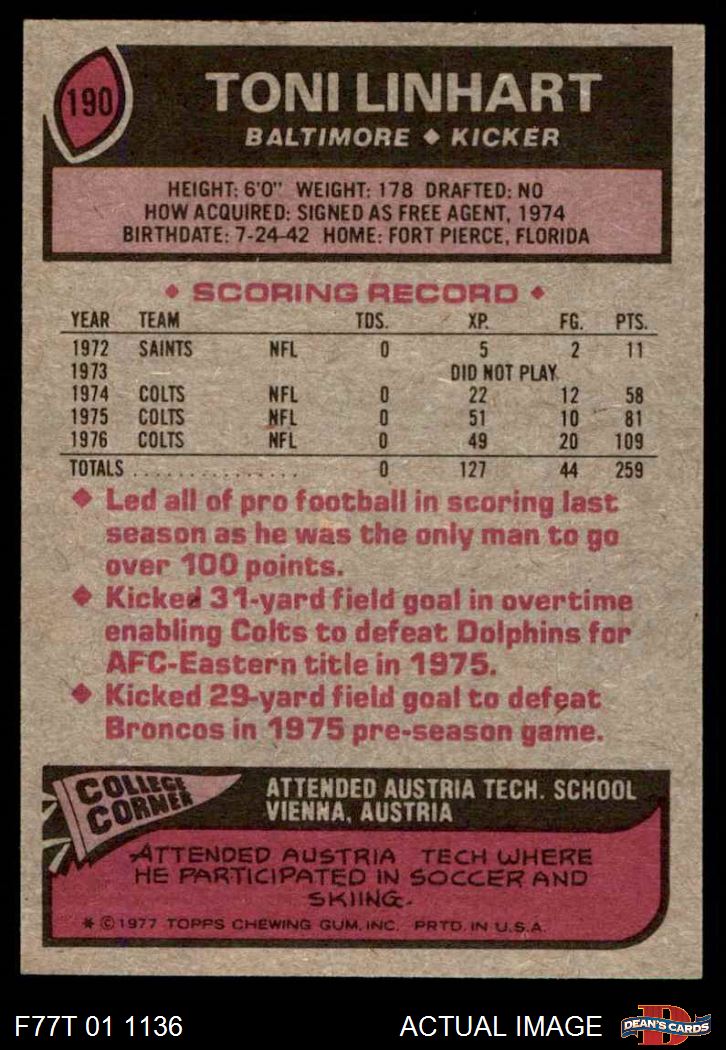 190
TONI LINHART
BALTIMORE ♦ KICKER
HEIGHT: 6'0" WEIGHT: 178 DRAFTED: NO
HOW ACQUIRED: SIGNED AS FREE AGENT, 1974
BIRTHDATE: 7-24-42 HOME: FORT PIERCE, FLORIDA
♦ SCORING RECORD ♦
YEAR TEAM TDS. XP. FG. PTS.
1972 SAINTS NFL 0 5 2 11
1973 DID NOT PLAY
1974 COLTS NFL 0 22 12 58
1975 COLTS NFL 0 51 10 81
1976 COLTS NFL 0 49 20 109
TOTALS ................ 0 127 44 259
♦ Led all of pro football in scoring last
season as he was the only man to go
over 100 points.
♦ Kicked 31-yard field goal in overtime
enabling Colts to defeat Dolphins for
AFC-Eastern title in 1975.
♦ Kicked 29-yard field goal to defeat
Broncos in 1975 pre-season game.
COLLEGE
CORNER
ATTENDED AUSTRIA TECH. SCHOOL
VIENNA, AUSTRIA
ATTENDED AUSTRIA TECH WHERE
HE PARTICIPATED IN SOCCER AND
SKIING.
* © 1977 TOPPS CHEWING GUM, INC. PRTD. IN U.S.A.
F77T 01 1136 ACTUAL IMAGE
D
DEAN'S CARDS